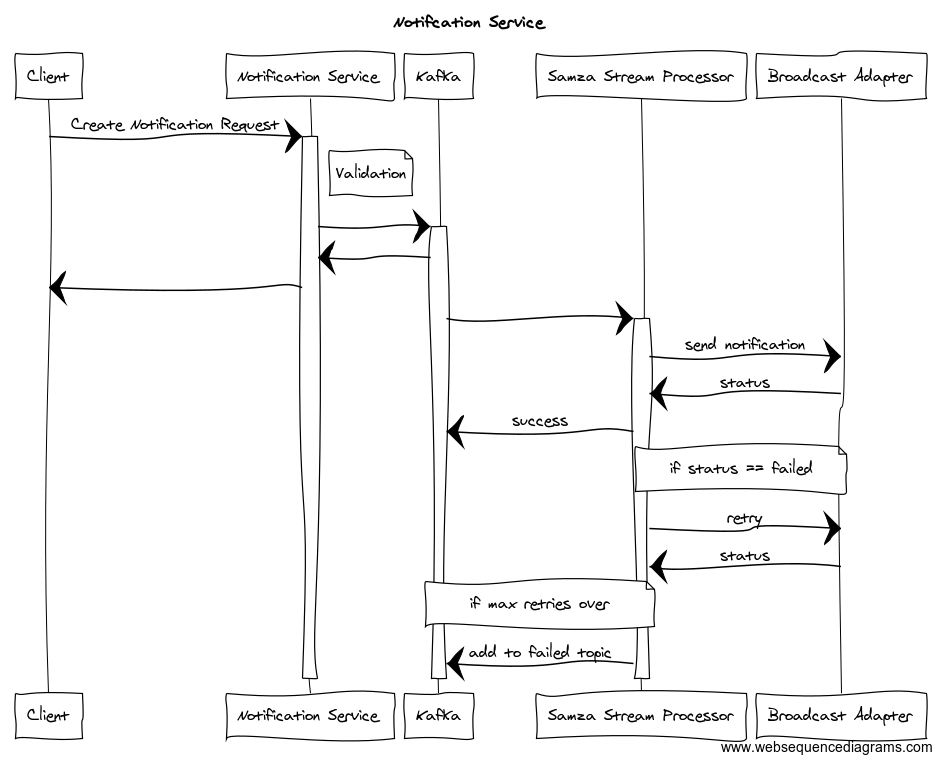 Notifcation Service
Client
Notification Service
Kafka
Samza Stream Processor
Broadcast Adapter
Create Notification Request
Validation
send notification
status
success
if status == failed
retry
status
if max retries over
add to failed topic
Client
Notification Service
Kafka
Samza Stream Processor
Broadcast Adapter
www.websequencediagrams.com